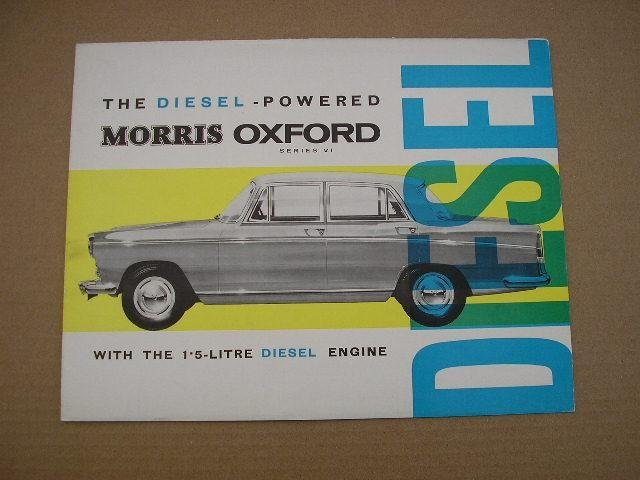 THE DIESEL-POWERED
MORRIS OXFORD
SERIES VI
WITH THE 1·5-LITRE DIESEL ENGINE
DIESEL